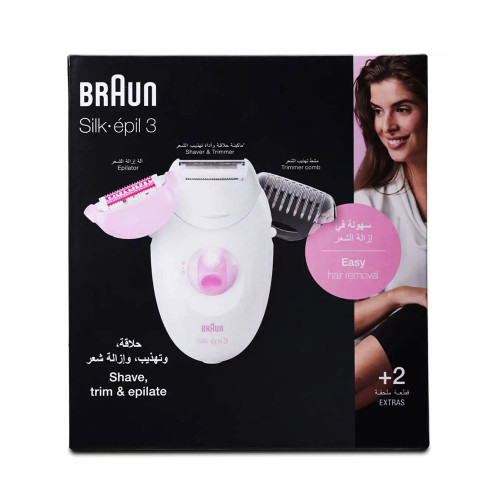 BRAUN
Silk·épil 3
ماكينة حلاقة وأداة تهذيب الشعر
Shaver & Trimmer
آلة إزالة الشعر
Epilator
مشط تهذيب الشعر
Trimmer comb
سهولة في
إزالة الشعر
Easy
hair removal
BRAUN
Silk·épil 3
حلاقة،
وتهذيب، وإزالة شعر
Shave,
trim & epilate
+2
قطعة ملحقة
EXTRAS